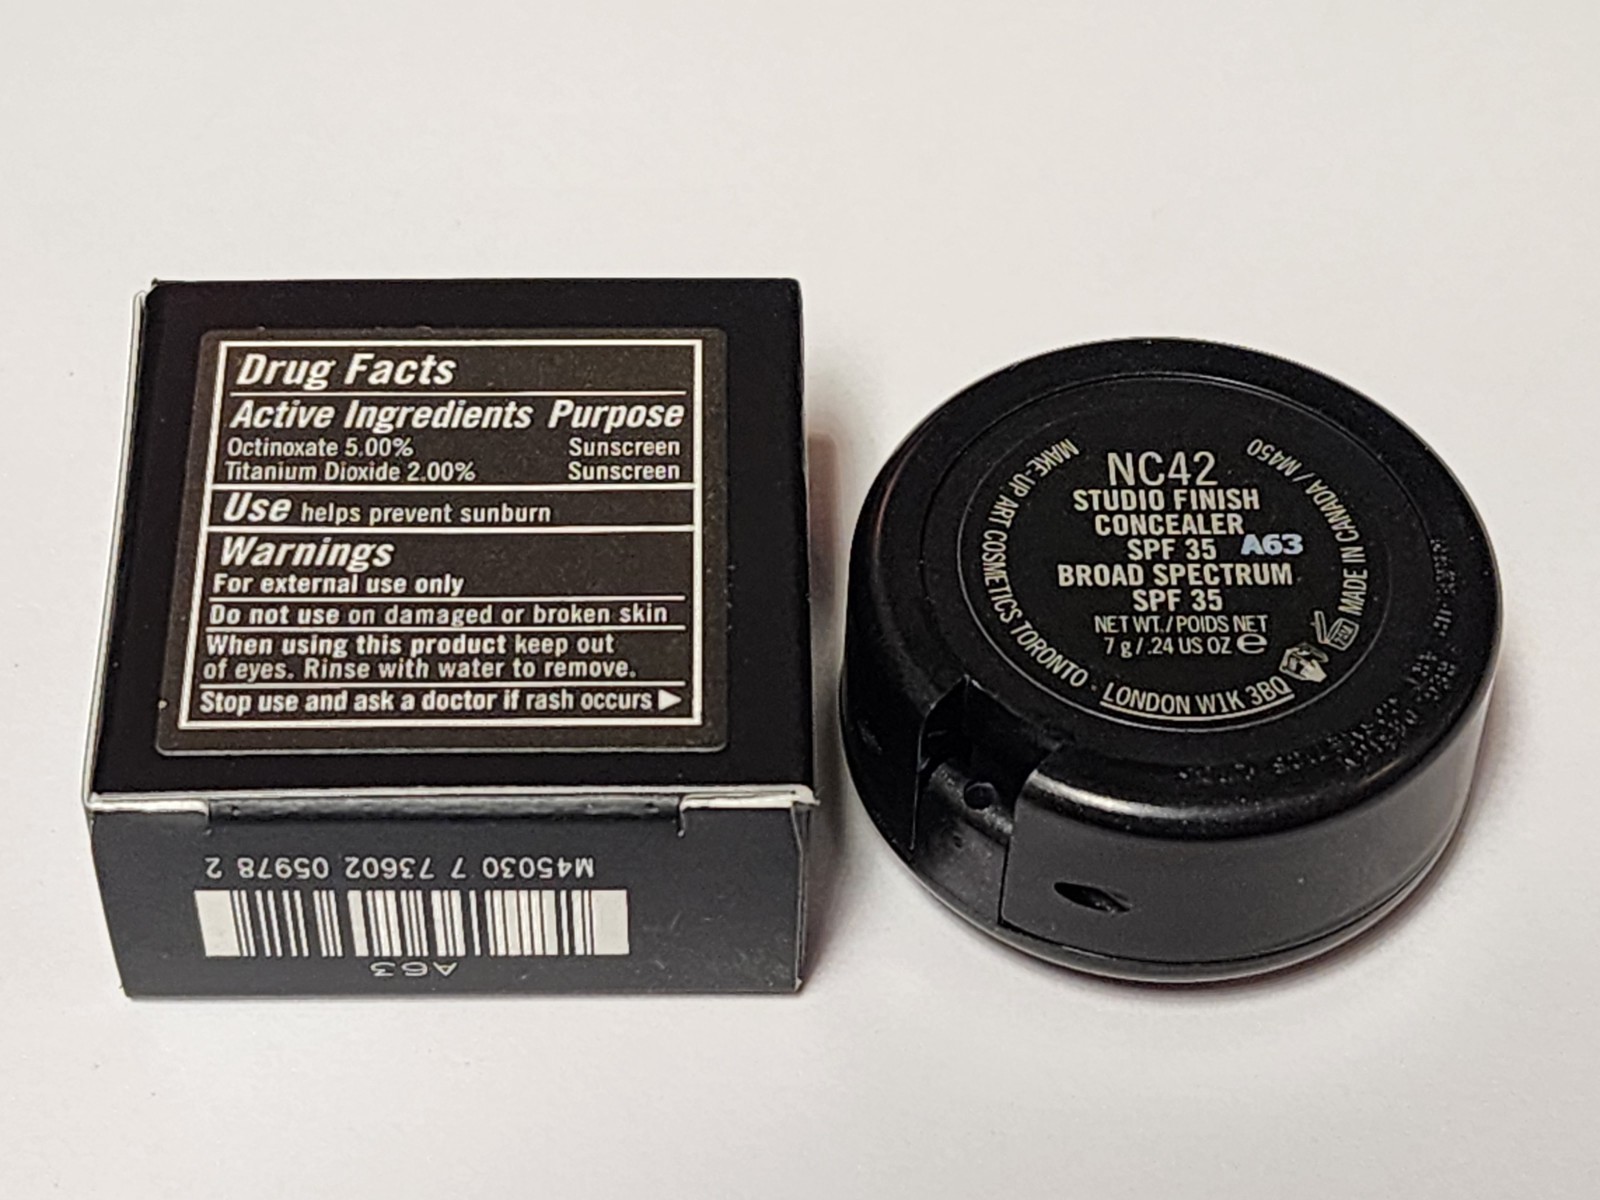 Drug Facts
Active Ingredients Purpose
Octinoxate 5.00% Sunscreen
Titanium Dioxide 2.00% Sunscreen
Use helps prevent sunburn
Warnings
For external use only
Do not use on damaged or broken skin
When using this product keep out
of eyes. Rinse with water to remove.
Stop use and ask a doctor if rash occurs
M45030 7 73602 05978 2
A63
NC42
STUDIO FINISH
CONCEALER
SPF 35 A63
BROAD SPECTRUM
SPF 35
NET WT./POIDS NET
7 g/.24 US OZ e
MAKE-UP ART COSMETICS TORONTO · LONDON W1K 3BQ
MADE IN CANADA / M450